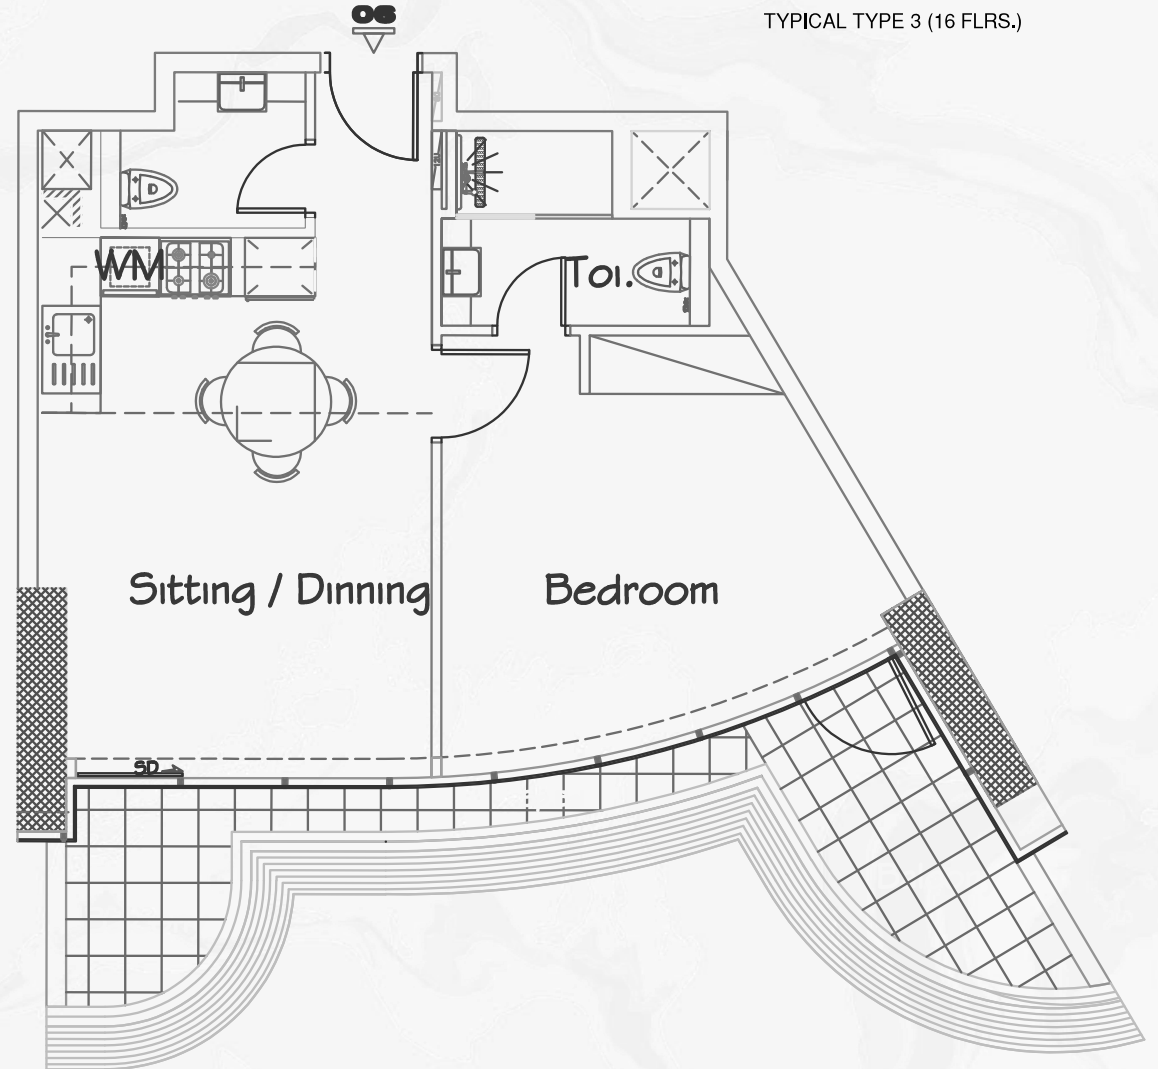 06
TYPICAL TYPE 3 (16 FLRS.)
WM
Toi.
Sitting / Dinning
Bedroom
SD